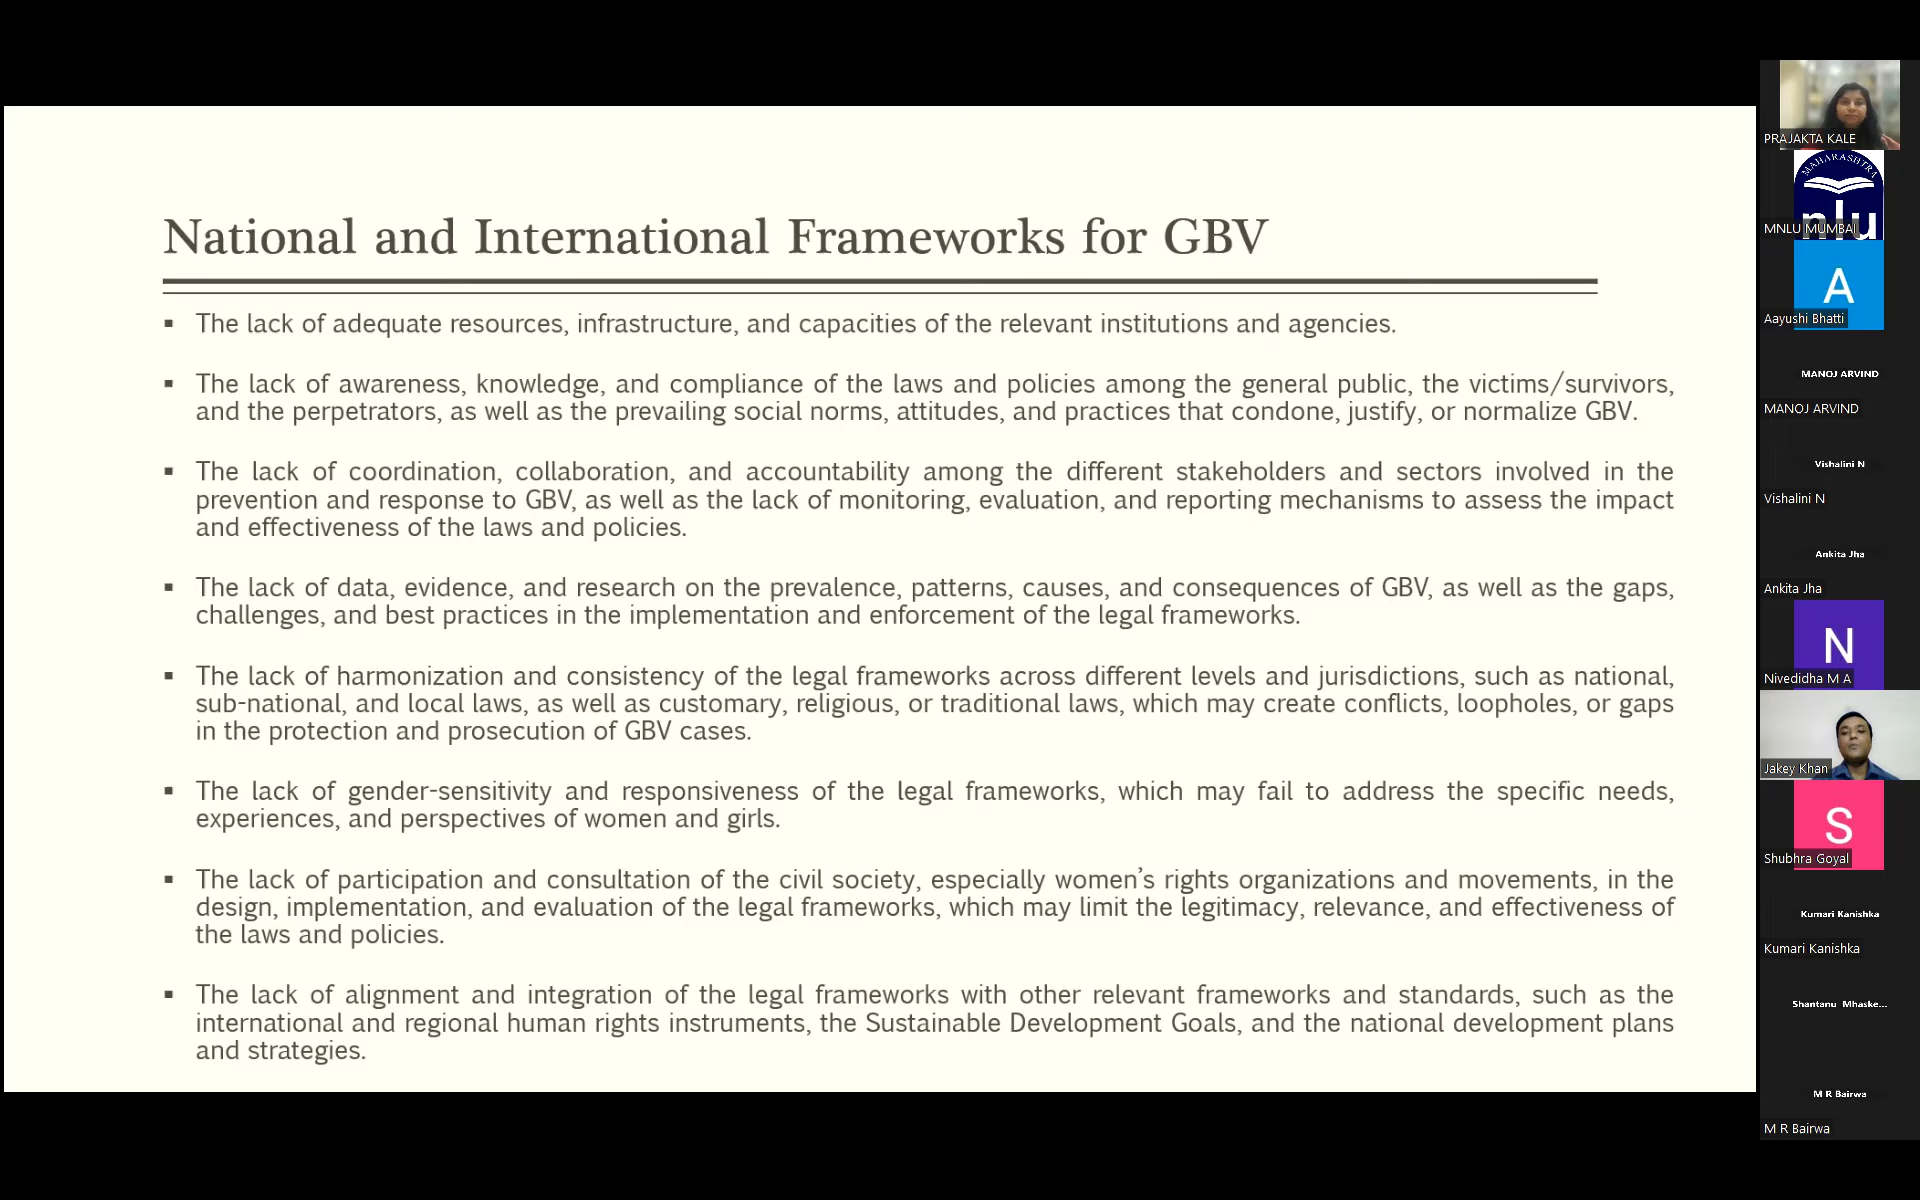 National and International Frameworks for GBV
▪ The lack of adequate resources, infrastructure, and capacities of the relevant institutions and agencies.
▪ The lack of awareness, knowledge, and compliance of the laws and policies among the general public, the victims/survivors,
and the perpetrators, as well as the prevailing social norms, attitudes, and practices that condone, justify, or normalize GBV.
▪ The lack of coordination, collaboration, and accountability among the different stakeholders and sectors involved in the
prevention and response to GBV, as well as the lack of monitoring, evaluation, and reporting mechanisms to assess the impact
and effectiveness of the laws and policies.
▪ The lack of data, evidence, and research on the prevalence, patterns, causes, and consequences of GBV, as well as the gaps,
challenges, and best practices in the implementation and enforcement of the legal frameworks.
▪ The lack of harmonization and consistency of the legal frameworks across different levels and jurisdictions, such as national,
sub-national, and local laws, as well as customary, religious, or traditional laws, which may create conflicts, loopholes, or gaps
in the protection and prosecution of GBV cases.
▪ The lack of gender-sensitivity and responsiveness of the legal frameworks, which may fail to address the specific needs,
experiences, and perspectives of women and girls.
▪ The lack of participation and consultation of the civil society, especially women’s rights organizations and movements, in the
design, implementation, and evaluation of the legal frameworks, which may limit the legitimacy, relevance, and effectiveness of
the laws and policies.
▪ The lack of alignment and integration of the legal frameworks with other relevant frameworks and standards, such as the
international and regional human rights instruments, the Sustainable Development Goals, and the national development plans
and strategies.
PRAJAKTA KALE
MAHARASHTRA
nlu
MNLU MUMBAI
A
Aayushi Bhatti
MANOJ ARVIND
MANOJ ARVIND
Vishalini N
Vishalini N
Ankita Jha
Ankita Jha
N
Nivedidha M A
Jakey Khan
S
Shubhra Goyal
Kumari Kanishka
Kumari Kanishka
Shantanu Mhaske...
M R Bairwa
M R Bairwa